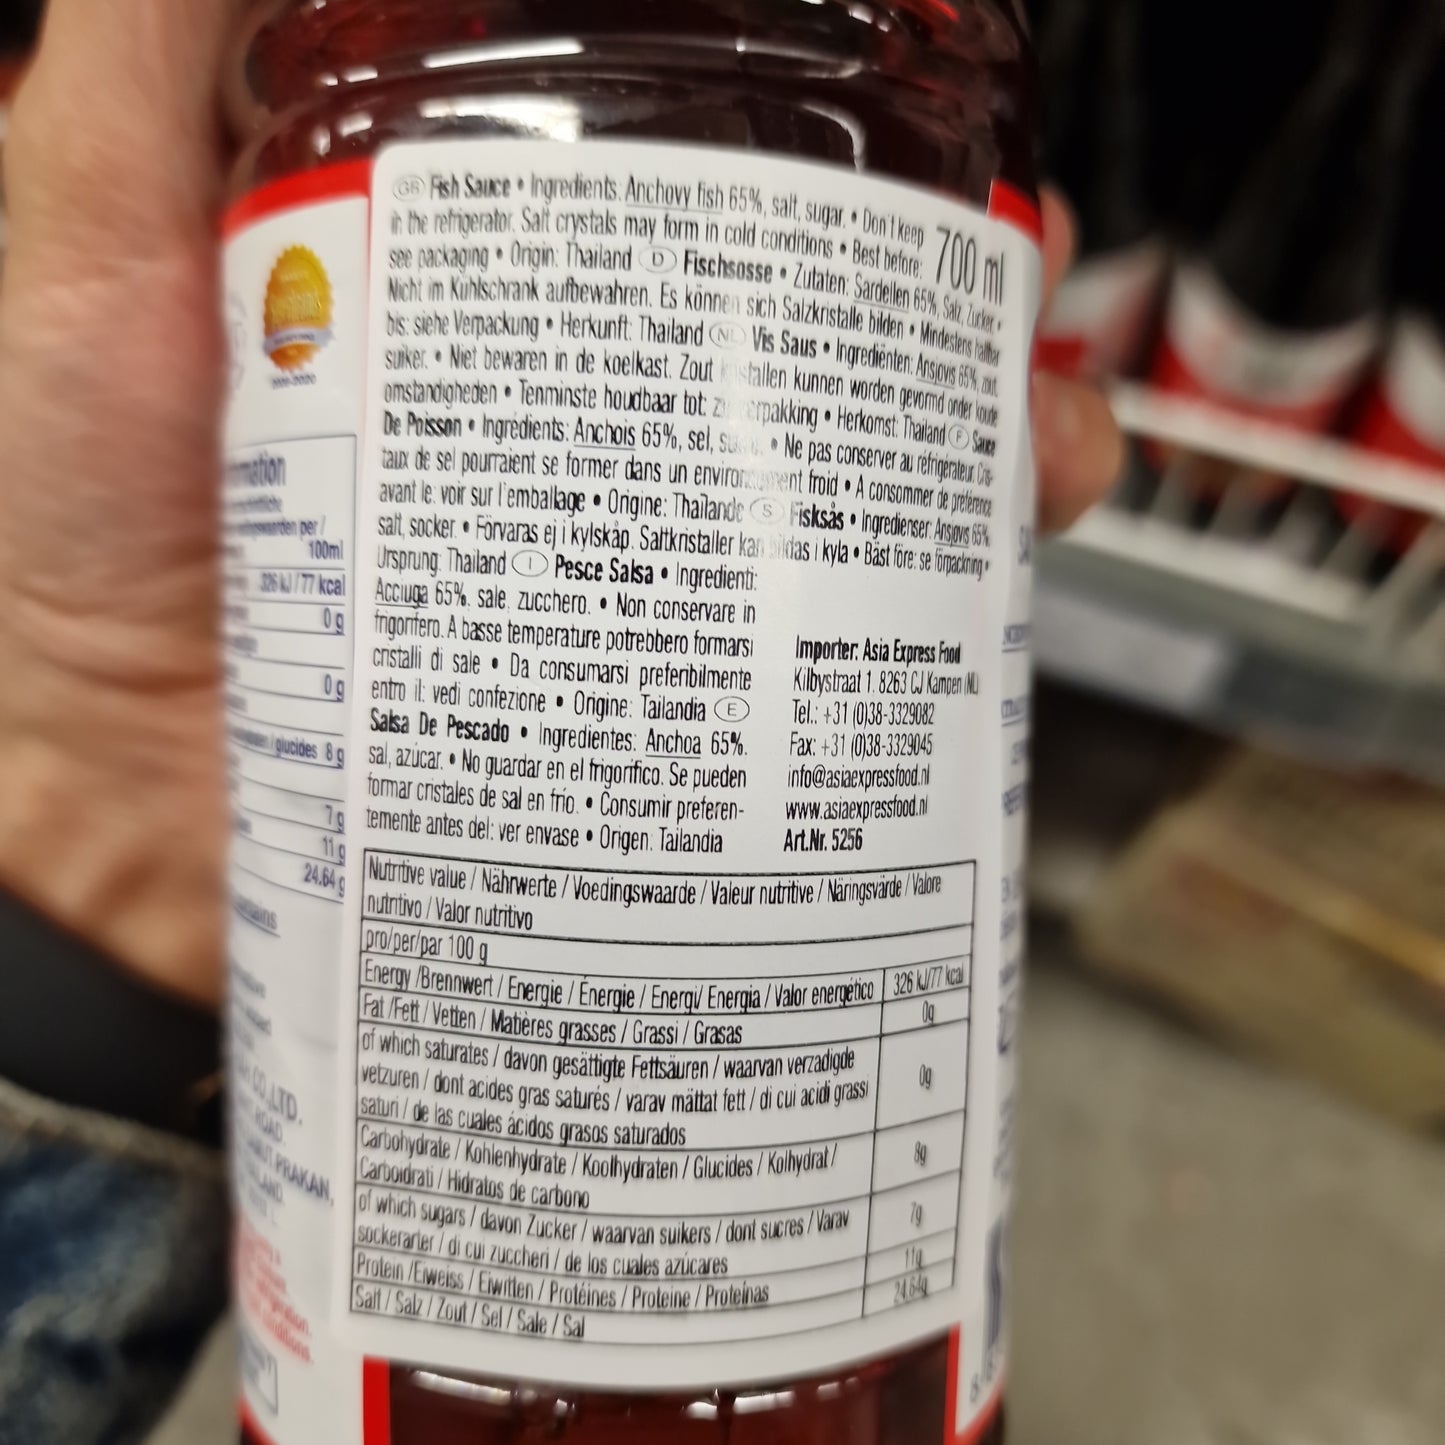 GB Fish Sauce • Ingredients: Anchovy fish 65%, salt, sugar. • Don't keep
in the refrigerator. Salt crystals may form in cold conditions • Best before:
700 ml
see packaging • Origin: Thailand D Fischsosse • Zutaten: Sardellen 65%, Salz, Zucker •
Nicht im Kühlschrank aufbewahren. Es können sich Salzkristalle bilden • Mindestens haltbar
bis: siehe Verpackung • Herkunft: Thailand NL Vis Saus • Ingrediënten: Ansjovis 65%, zout,
suiker. • Niet bewaren in de koelkast. Zout kunnen worden gevormd onder koude
omstandigheden • Tenminste houdbaar tot: • Herkomst: Thailand F Sauce
De Poisson • Ingrédients: Anchois 65%, sel, • Ne pas conserver au réfrigérateur. Cris-
taux de sel pourraient se former dans un froid • A consommer de préférence
avant le: voir sur l'emballage • Origine: Thaïlande S Fisksås • Ingredienser: Ansjovis 65%
salt, socker. • Förvaras ej i kylskåp. Saltkristaller kan bildas i kyla • Bäst före: se förpackning •
Ursprung: Thailand I Pesce Salsa • Ingredienti:
Acciuga 65%, sale, zucchero. • Non conservare in
frigorifero. A basse temperature potrebbero formarsi
cristalli di sale • Da consumarsi preferibilmente
entro il: vedi confezione • Origine: Tailandia E
Salsa De Pescado • Ingredientes: Anchoa 65%.
sal, azúcar. • No guardar en el frigorífico. Se pueden
formar cristales de sal en frío. • Consumir preferen-
temente antes del: ver envase • Origen: Tailandia
Importer: Asia Express Food
Kilbystraat 1. 8263 CJ Kampen (NL)
Tel.: +31 (0)38-3329082
Fax: +31 (0)38-3329045
info@asiaexpressfood.nl
www.asiaexpressfood.nl
Art.Nr. 5256
Nutritive value / Nährwerte / Voedingswaarde / Valeur nutritive / Näringsvärde / Valore
nutritivo / Valor nutritivo
pro/per/par 100 g
Energy /Brennwert / Energie / Énergie / Energi/ Energia / Valor energético 326 kJ/77 kcal
Fat /Fett / Vetten / Matières grasses / Grassi / Grasas 0g
of which saturates / davon gesättigte Fettsäuren / waarvan verzadigde
vetzuren / dont acides gras saturés / varav mättat fett / di cui acidi grassi 0g
saturi / de las cuales ácidos grasos saturados
Carbohydrate / Kohlenhydrate / Koolhydraten / Glucides / Kolhydrat / 8g
Carboidrati / Hidratos de carbono
of which sugars / davon Zucker / waarvan suikers / dont sucres / Varav 7g
sockerarter / di cui zuccheri / de los cuales azúcares
Protein /Eiweiss / Eiwitten / Protéines / Proteine / Proteínas 11g
Salt / Salz / Zout / Sel / Sale / Sal 24.64g
2009-2020
100ml
326 kJ / 77 kcal
0 g
0 g
glucides 8 g
7 g
11 g
24.64 g
CO.,LTD.
ROAD.
PRAKAN,